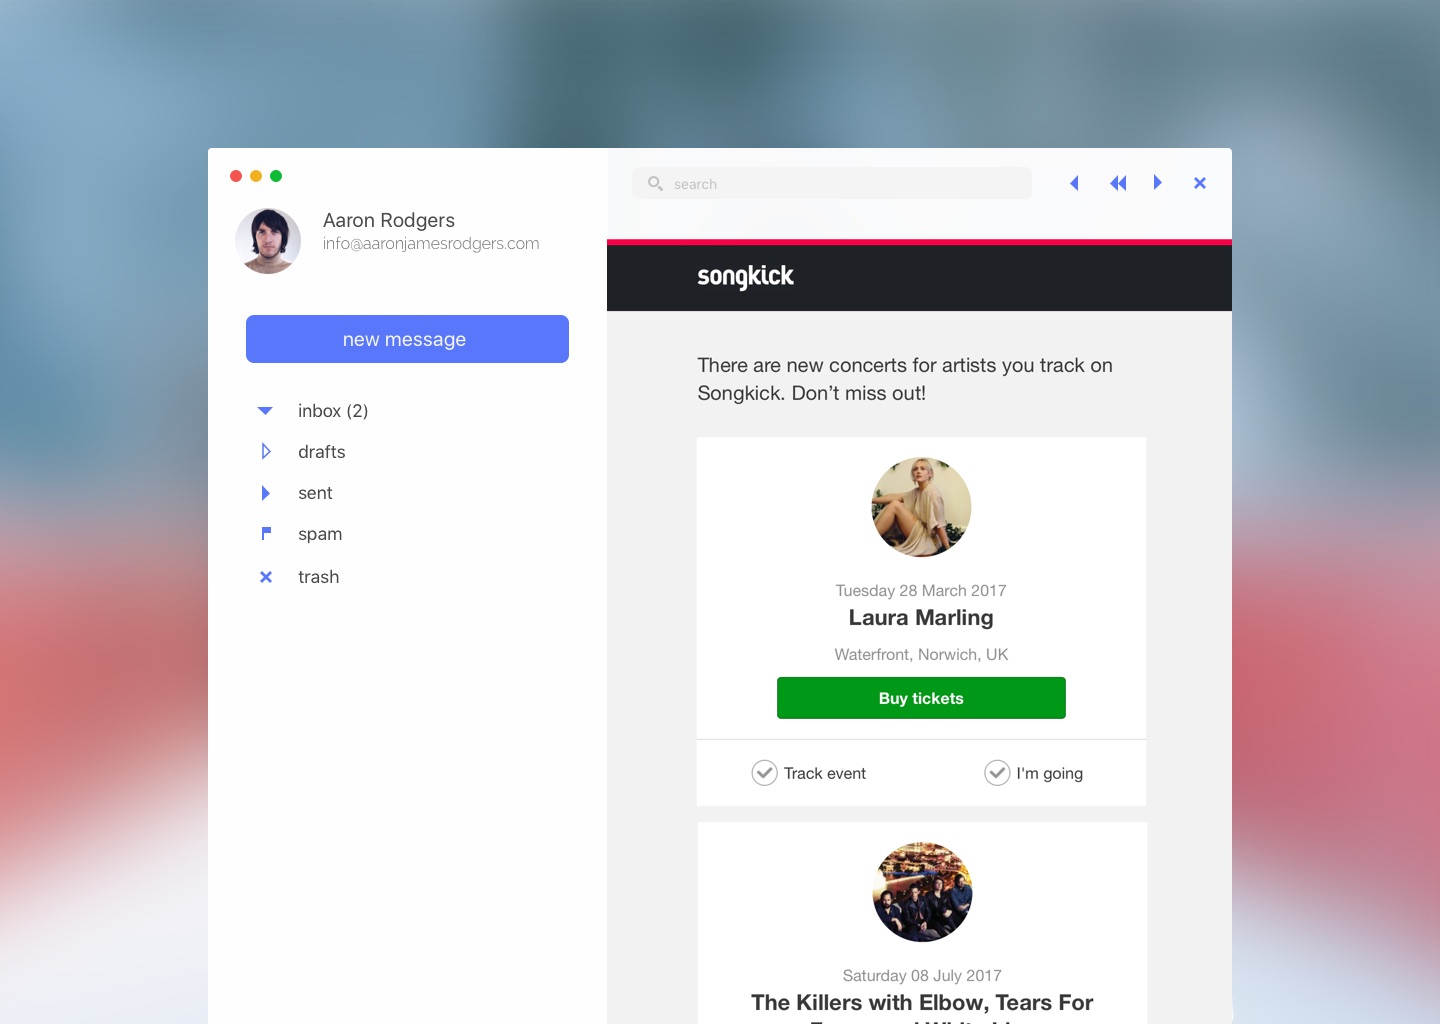 Aaron Rodgers
info@aaronjamesrodgers.com
new message
inbox (2)
drafts
sent
spam
trash
search
songkick
There are new concerts for artists you track on
Songkick. Don’t miss out!
Tuesday 28 March 2017
Laura Marling
Waterfront, Norwich, UK
Buy tickets
Track event
I'm going
Saturday 08 July 2017
The Killers with Elbow, Tears For